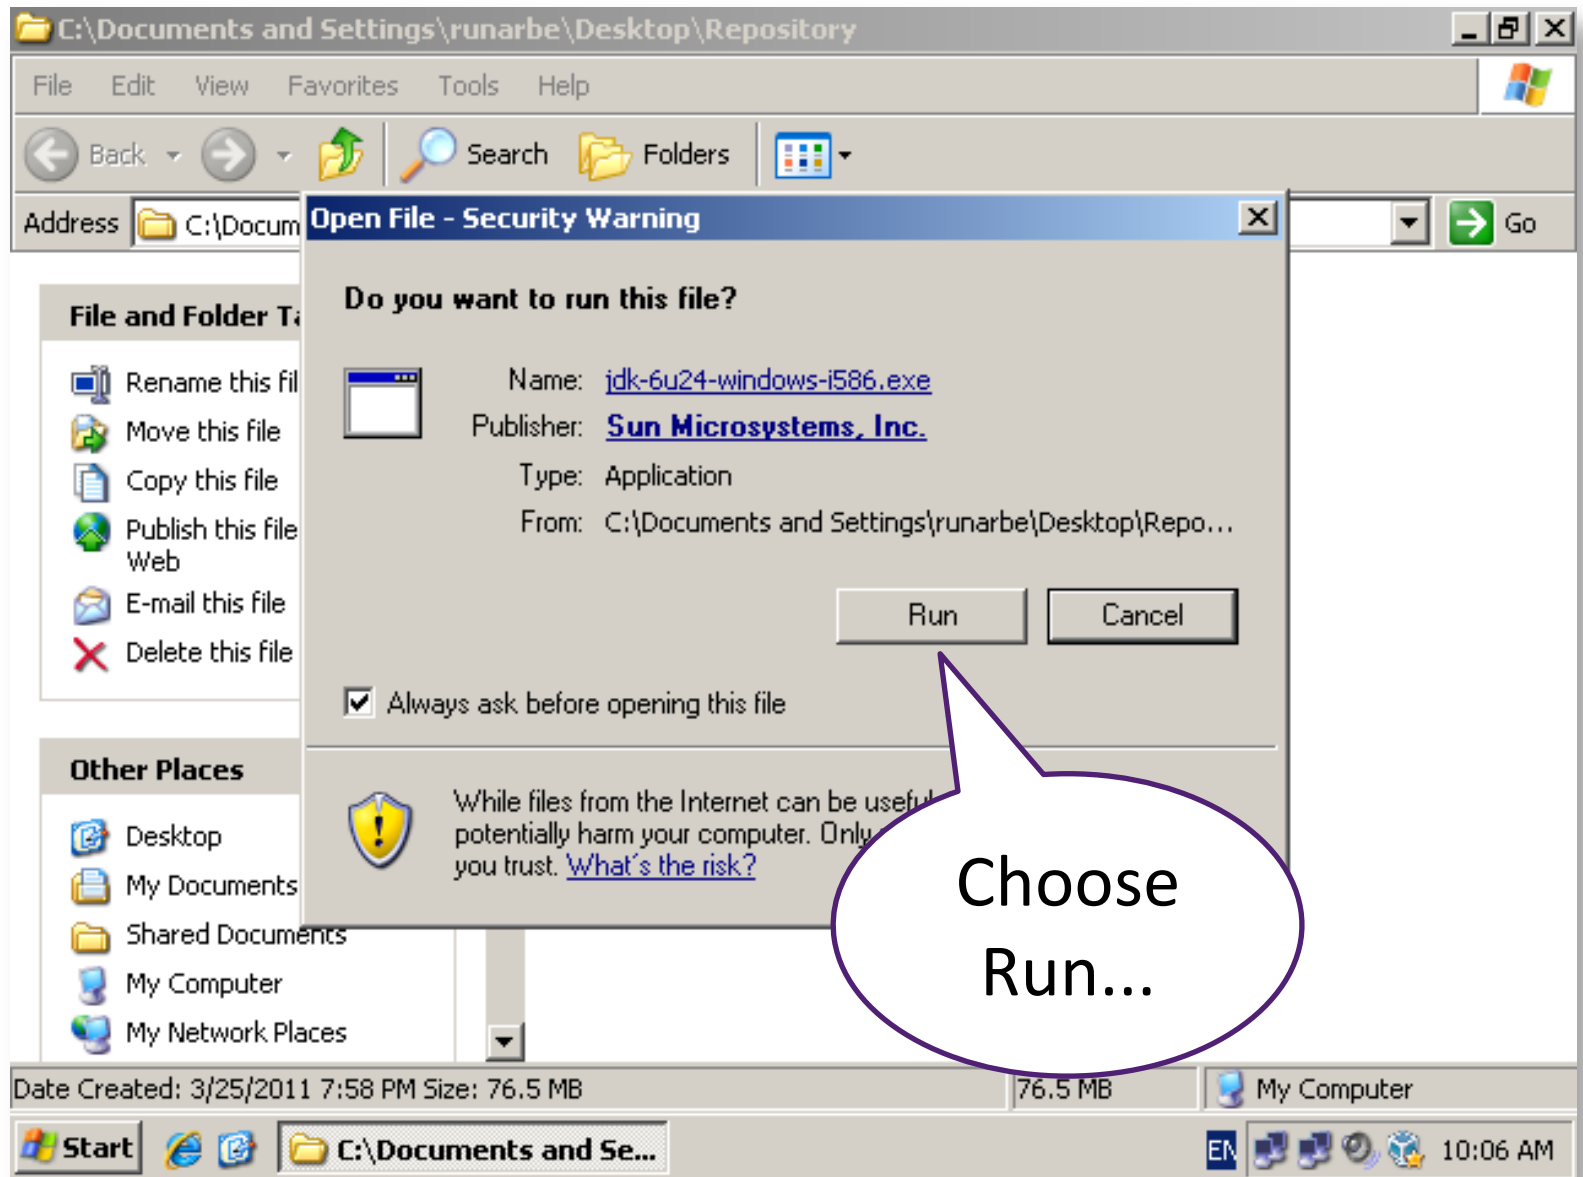 C:\Documents and Settings\runarbe\Desktop\Repository
File Edit View Favorites Tools Help
Back Search Folders
Address C:\Docum Go
Open File - Security Warning
Do you want to run this file?
Name: jdk-6u24-windows-i586.exe
Publisher: Sun Microsystems, Inc.
Type: Application
From: C:\Documents and Settings\runarbe\Desktop\Repo...
Run Cancel
Always ask before opening this file
While files from the Internet can be useful
potentially harm your computer. Only
you trust. What's the risk?
File and Folder
Rename this fil
Move this file
Copy this file
Publish this file
Web
E-mail this file
Delete this file
Other Places
Desktop
My Documents
Shared Documents
My Computer
My Network Places
Choose
Run...
Date Created: 3/25/2011 7:58 PM Size: 76.5 MB 76.5 MB My Computer
Start C:\Documents and Se... EN 10:06 AM